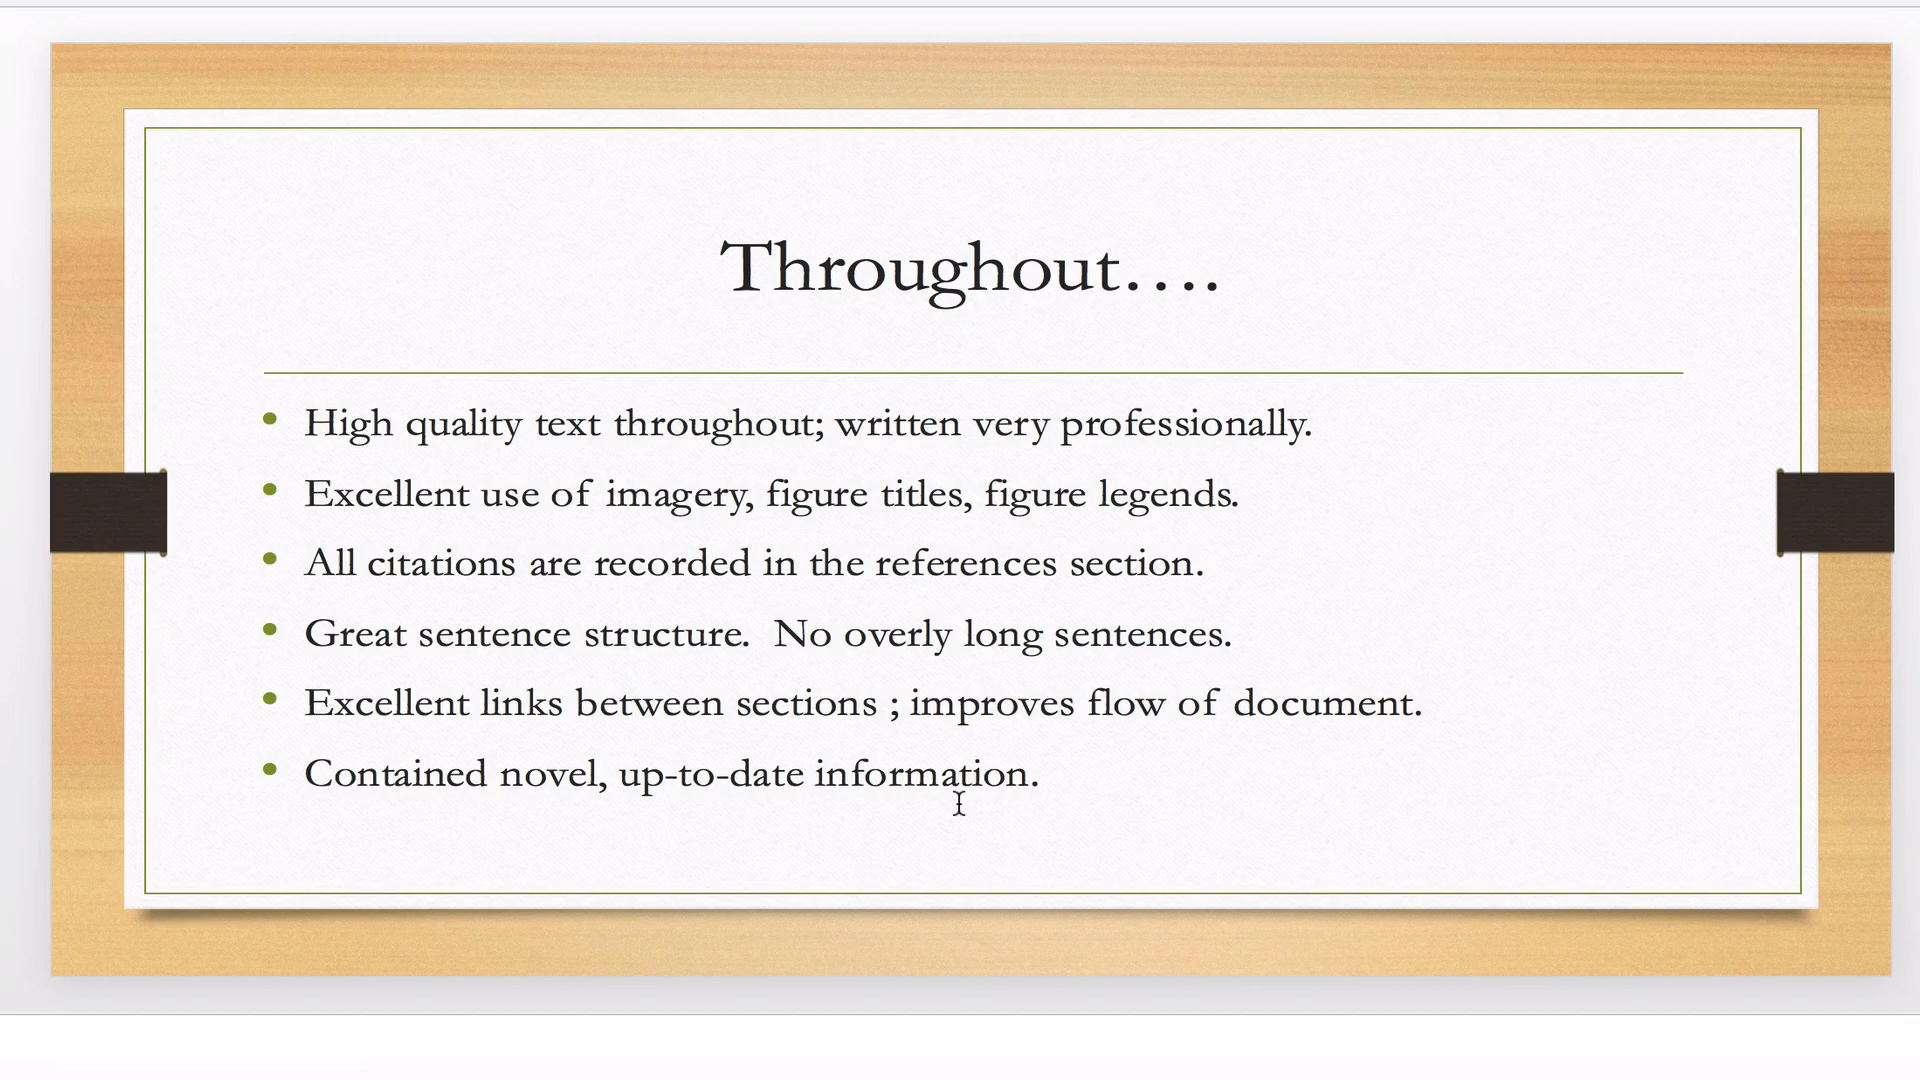 Throughout….
High quality text throughout; written very professionally.
Excellent use of imagery, figure titles, figure legends.
All citations are recorded in the references section.
Great sentence structure.  No overly long sentences.
Excellent links between sections ; improves flow of document.
Contained novel, up-to-date information.